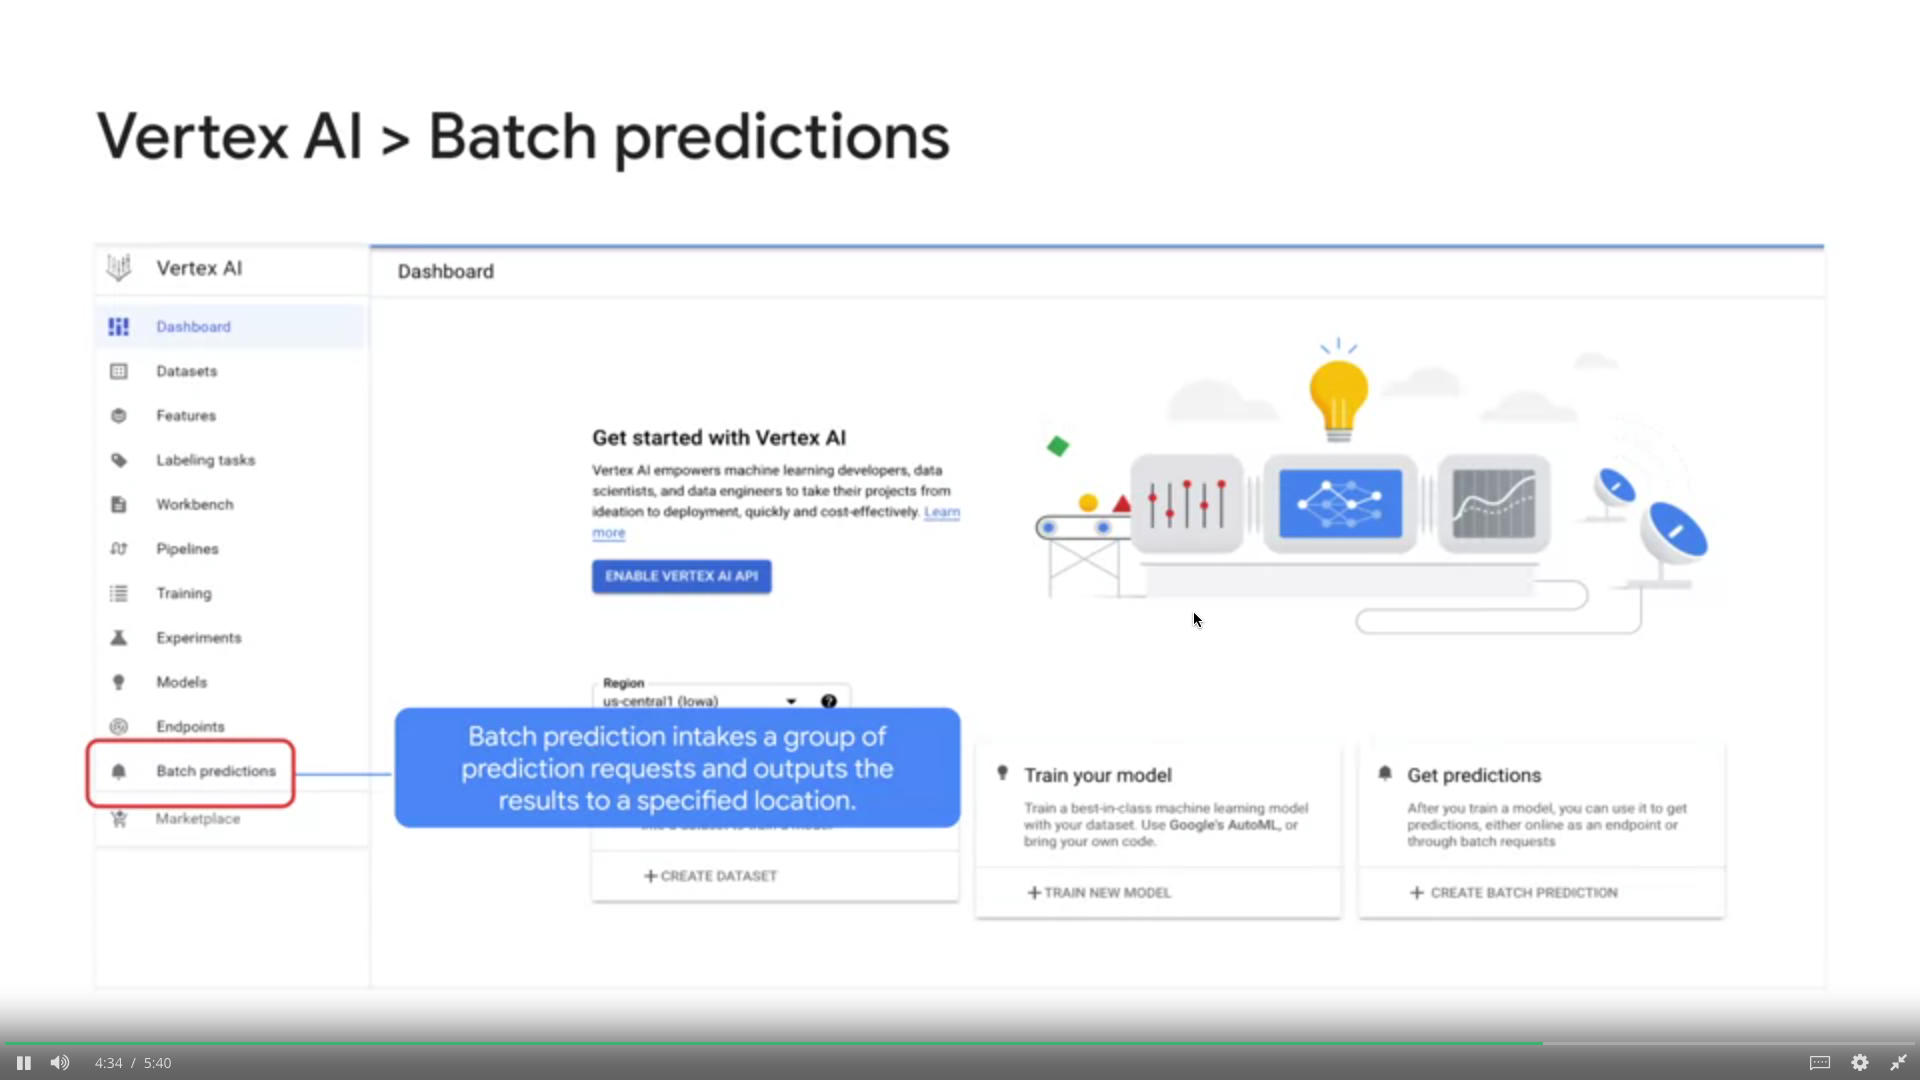 Vertex AI > Batch predictions
Vertex AI
Dashboard
Dashboard
Datasets
Features
Labeling tasks
Workbench
Pipelines
Training
Experiments
Models
Endpoints
Batch predictions
Marketplace
Get started with Vertex AI
Vertex AI empowers machine learning developers, data
scientists, and data engineers to take their projects from
ideation to deployment, quickly and cost-effectively. Learn
more
ENABLE VERTEX AI API
Region
us-central1 (Iowa)
Batch prediction intakes a group of
prediction requests and outputs the
results to a specified location.
+ CREATE DATASET
Train your model
Train a best-in-class machine learning model
with your dataset. Use Google's AutoML, or
bring your own code.
+ TRAIN NEW MODEL
Get predictions
After you train a model, you can use it to get
predictions, either online as an endpoint or
through batch requests
+ CREATE BATCH PREDICTION
4:34 / 5:40